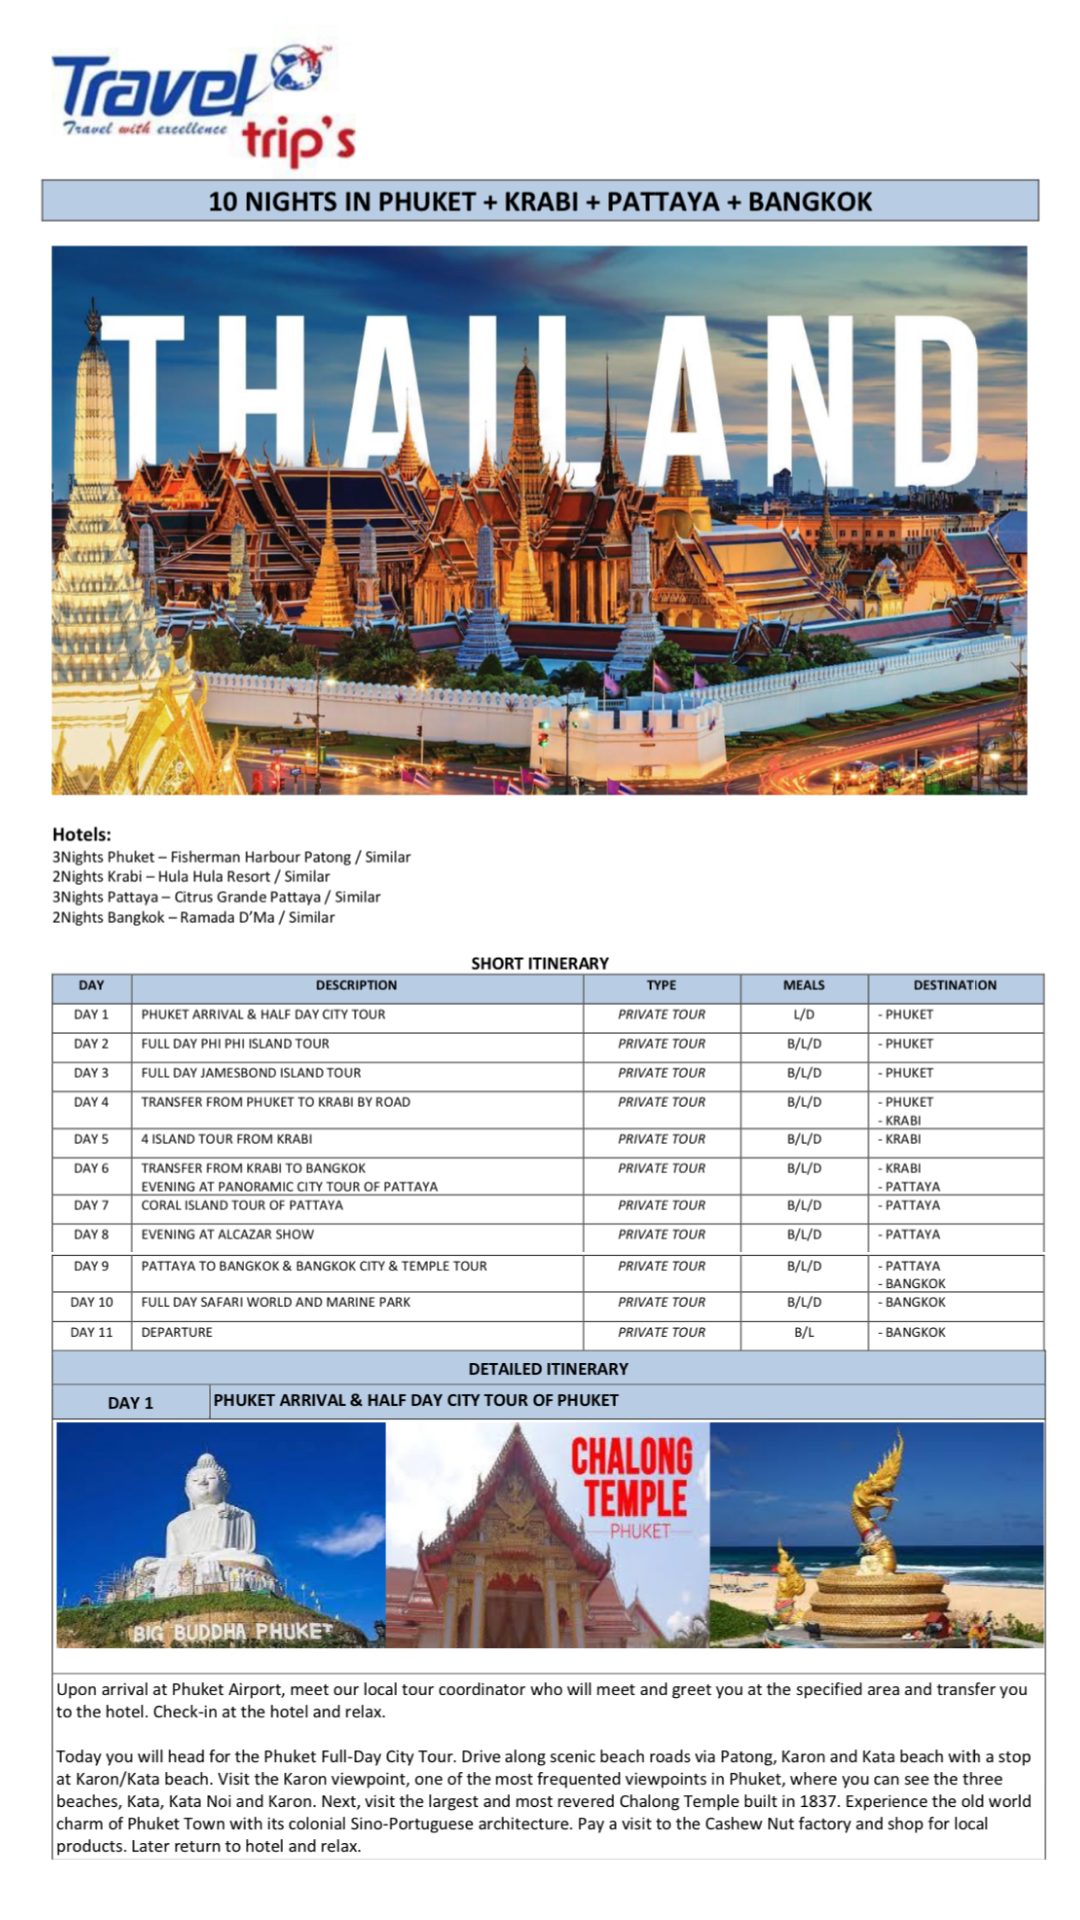 Travel
Travel with excellence
trip's
10 NIGHTS IN PHUKET + KRABI + PATTAYA + BANGKOK
THAILAND
Hotels:
3Nights Phuket – Fisherman Harbour Patong / Similar
2Nights Krabi – Hula Hula Resort / Similar
3Nights Pattaya – Citrus Grande Pattaya / Similar
2Nights Bangkok – Ramada D'Ma / Similar
SHORT ITINERARY
DAY DESCRIPTION TYPE MEALS DESTINATION
DAY 1 PHUKET ARRIVAL & HALF DAY CITY TOUR PRIVATE TOUR L/D - PHUKET
DAY 2 FULL DAY PHI PHI ISLAND TOUR PRIVATE TOUR B/L/D - PHUKET
DAY 3 FULL DAY JAMESBOND ISLAND TOUR PRIVATE TOUR B/L/D - PHUKET
DAY 4 TRANSFER FROM PHUKET TO KRABI BY ROAD PRIVATE TOUR B/L/D - PHUKET
- KRABI
DAY 5 4 ISLAND TOUR FROM KRABI PRIVATE TOUR B/L/D - KRABI
DAY 6 TRANSFER FROM KRABI TO BANGKOK PRIVATE TOUR B/L/D - KRABI
EVENING AT PANORAMIC CITY TOUR OF PATTAYA - PATTAYA
DAY 7 CORAL ISLAND TOUR OF PATTAYA PRIVATE TOUR B/L/D - PATTAYA
DAY 8 EVENING AT ALCAZAR SHOW PRIVATE TOUR B/L/D - PATTAYA
DAY 9 PATTAYA TO BANGKOK & BANGKOK CITY & TEMPLE TOUR PRIVATE TOUR B/L/D - PATTAYA
- BANGKOK
DAY 10 FULL DAY SAFARI WORLD AND MARINE PARK PRIVATE TOUR B/L/D - BANGKOK
DAY 11 DEPARTURE PRIVATE TOUR B/L - BANGKOK
DETAILED ITINERARY
DAY 1 PHUKET ARRIVAL & HALF DAY CITY TOUR OF PHUKET
BIG BUDDHA PHUKET
CHALONG
TEMPLE
PHUKET
Upon arrival at Phuket Airport, meet our local tour coordinator who will meet and greet you at the specified area and transfer you
to the hotel. Check-in at the hotel and relax.
Today you will head for the Phuket Full-Day City Tour. Drive along scenic beach roads via Patong, Karon and Kata beach with a stop
at Karon/Kata beach. Visit the Karon viewpoint, one of the most frequented viewpoints in Phuket, where you can see the three
beaches, Kata, Kata Noi and Karon. Next, visit the largest and most revered Chalong Temple built in 1837. Experience the old world
charm of Phuket Town with its colonial Sino-Portuguese architecture. Pay a visit to the Cashew Nut factory and shop for local
products. Later return to hotel and relax.